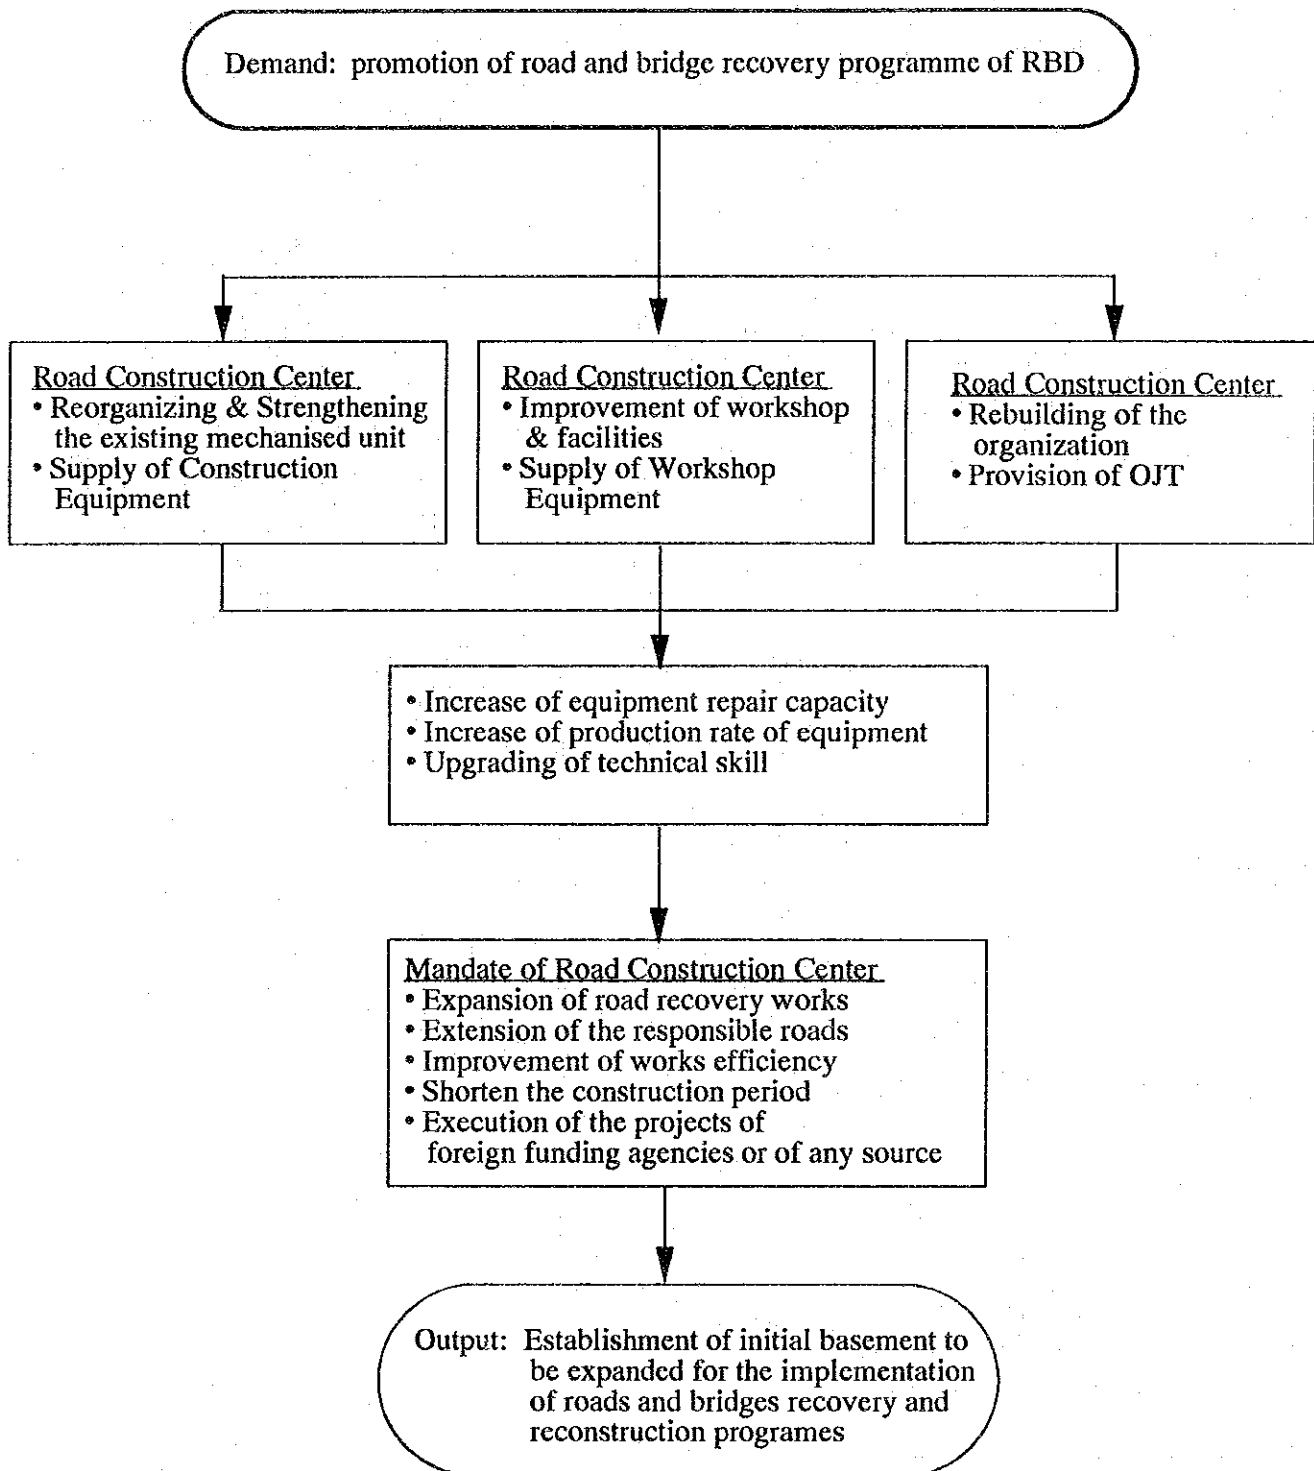 Demand: promotion of road and bridge recovery programme of RBD
Road Construction Center
• Reorganizing & Strengthening
the existing mechanised unit
• Supply of Construction
Equipment
Road Construction Center
• Improvement of workshop
& facilities
• Supply of Workshop
Equipment
Road Construction Center
• Rebuilding of the
organization
• Provision of OJT
• Increase of equipment repair capacity
• Increase of production rate of equipment
• Upgrading of technical skill
Mandate of Road Construction Center
• Expansion of road recovery works
• Extension of the responsible roads
• Improvement of works efficiency
• Shorten the construction period
• Execution of the projects of
foreign funding agencies or of any source
Output: Establishment of initial basement to
be expanded for the implementation
of roads and bridges recovery and
reconstruction programes